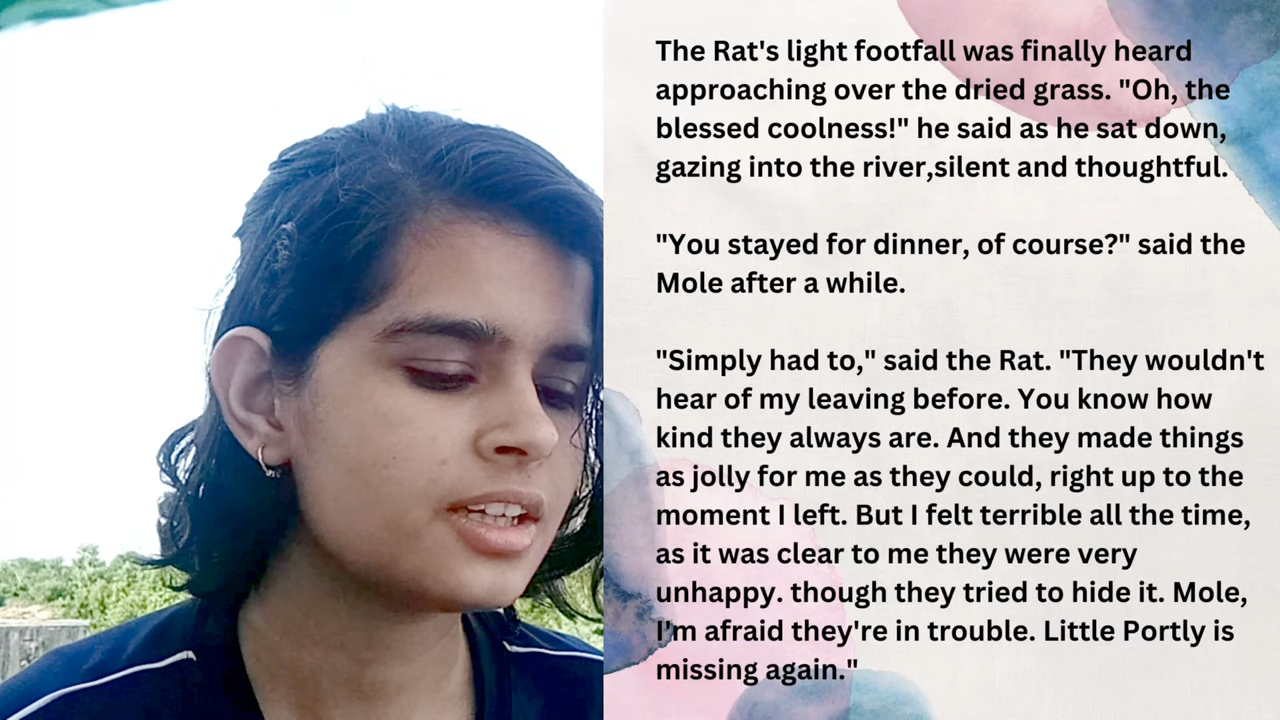 The Rat's light footfall was finally heard
approaching over the dried grass. "Oh, the
blessed coolness!" he said as he sat down,
gazing into the river,silent and thoughtful.
"You stayed for dinner, of course?" said the
Mole after a while.
"Simply had to," said the Rat. "They wouldn't
hear of my leaving before. You know how
kind they always are. And they made things
as jolly for me as they could, right up to the
moment I left. But I felt terrible all the time,
as it was clear to me they were very
unhappy. though they tried to hide it. Mole,
I'm afraid they're in trouble. Little Portly is
missing again."